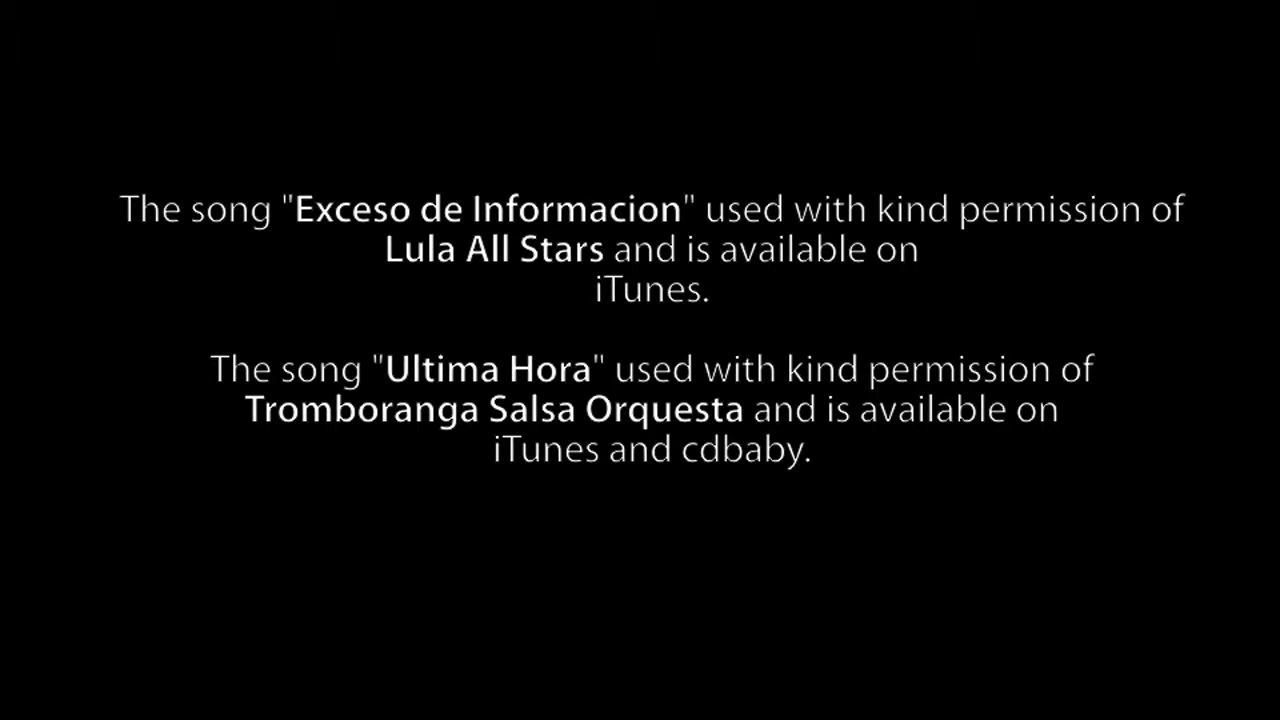 The song "Exceso de Informacion" used with kind permission of
Lula All Stars and is available on
iTunes.
The song "Ultima Hora" used with kind permission of
Tromboranga Salsa Orquesta and is available on
iTunes and cdbaby.